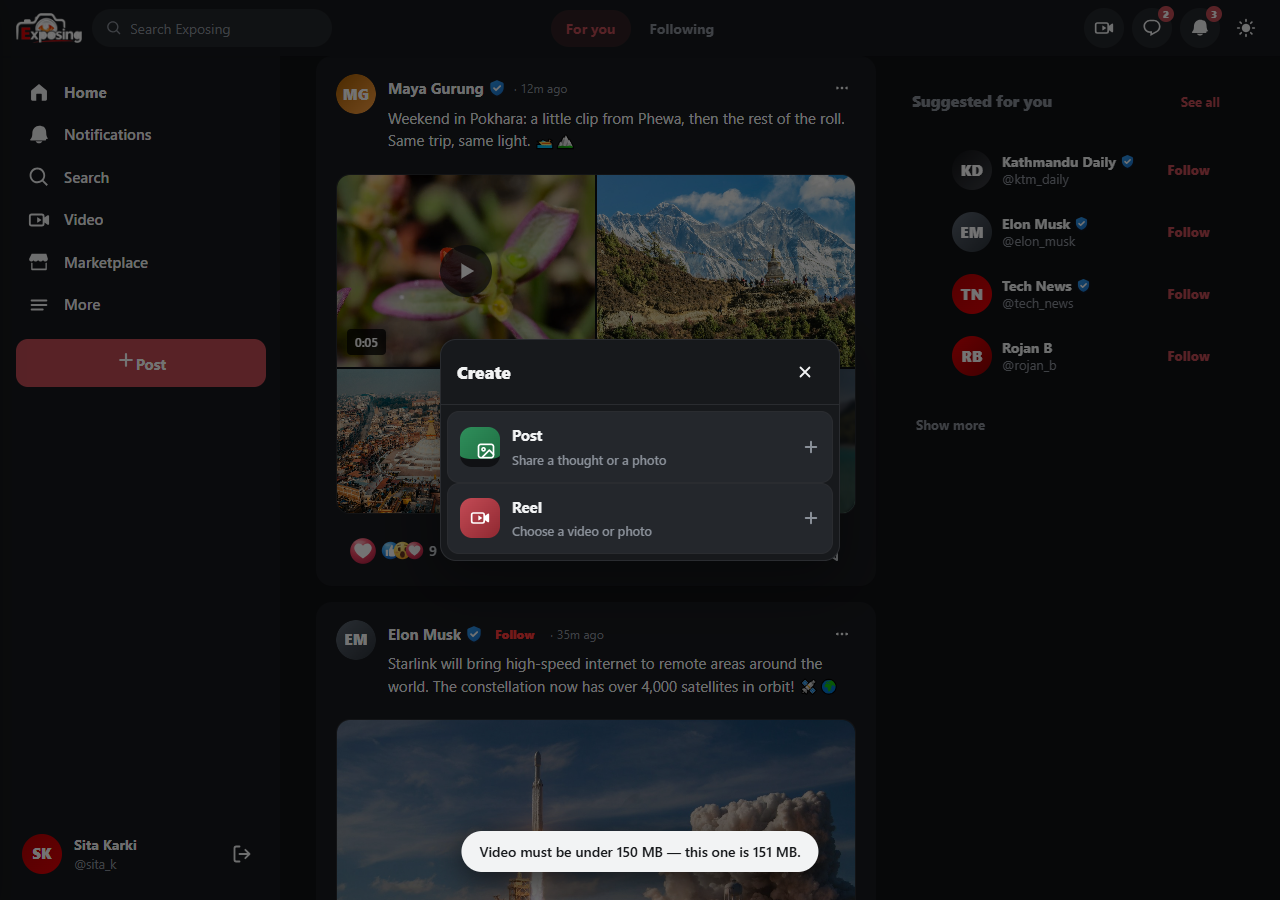 Exposing
Search Exposing
For you
Following
2
3
Home
Notifications
Search
Video
Marketplace
More
+ Post
SK
Sita Karki
@sita_k
MG
Maya Gurung
· 12m ago
Weekend in Pokhara: a little clip from Phewa, then the rest of the roll.
Same trip, same light.
0:05
Create
Post
Share a thought or a photo
Reel
Choose a video or photo
9
EM
Elon Musk
Follow
· 35m ago
Starlink will bring high-speed internet to remote areas around the
world. The constellation now has over 4,000 satellites in orbit!
Video must be under 150 MB — this one is 151 MB.
Suggested for you
See all
KD
Kathmandu Daily
@ktm_daily
Follow
EM
Elon Musk
@elon_musk
Follow
TN
Tech News
@tech_news
Follow
RB
Rojan B
@rojan_b
Follow
Show more